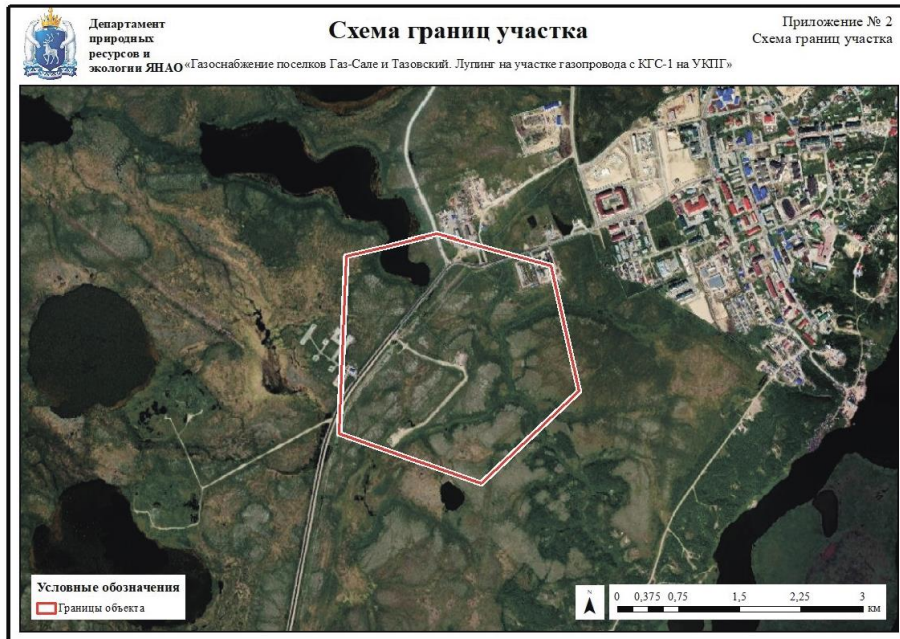 Департамент
природных
ресурсов и
экологии ЯНАО
Схема границ участка
«Газоснабжение поселков Газ-Сале и Тазовский. Лупинг на участке газопровода с КГС-1 на УКПГ»
Приложение № 2
Схема границ участка
Условные обозначения
Границы объекта
N
0 0,375 0,75 1,5 2,25 3
км